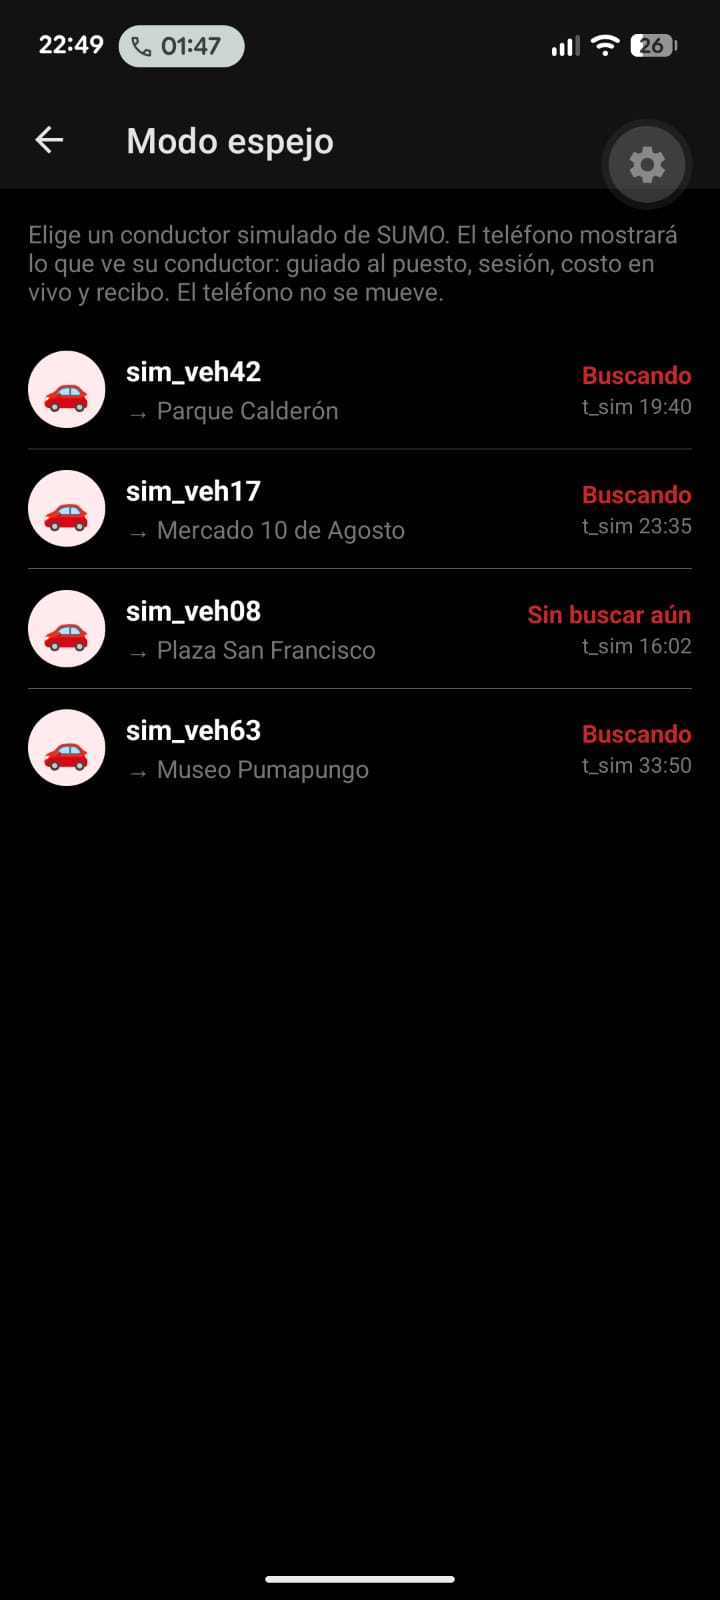 22:49 01:47 26
Modo espejo
Elige un conductor simulado de SUMO. El teléfono mostrará
lo que ve su conductor: guiado al puesto, sesión, costo en
vivo y recibo. El teléfono no se mueve.
sim_veh42 Buscando
→ Parque Calderón t_sim 19:40
sim_veh17 Buscando
→ Mercado 10 de Agosto t_sim 23:35
sim_veh08 Sin buscar aún
→ Plaza San Francisco t_sim 16:02
sim_veh63 Buscando
→ Museo Pumapungo t_sim 33:50